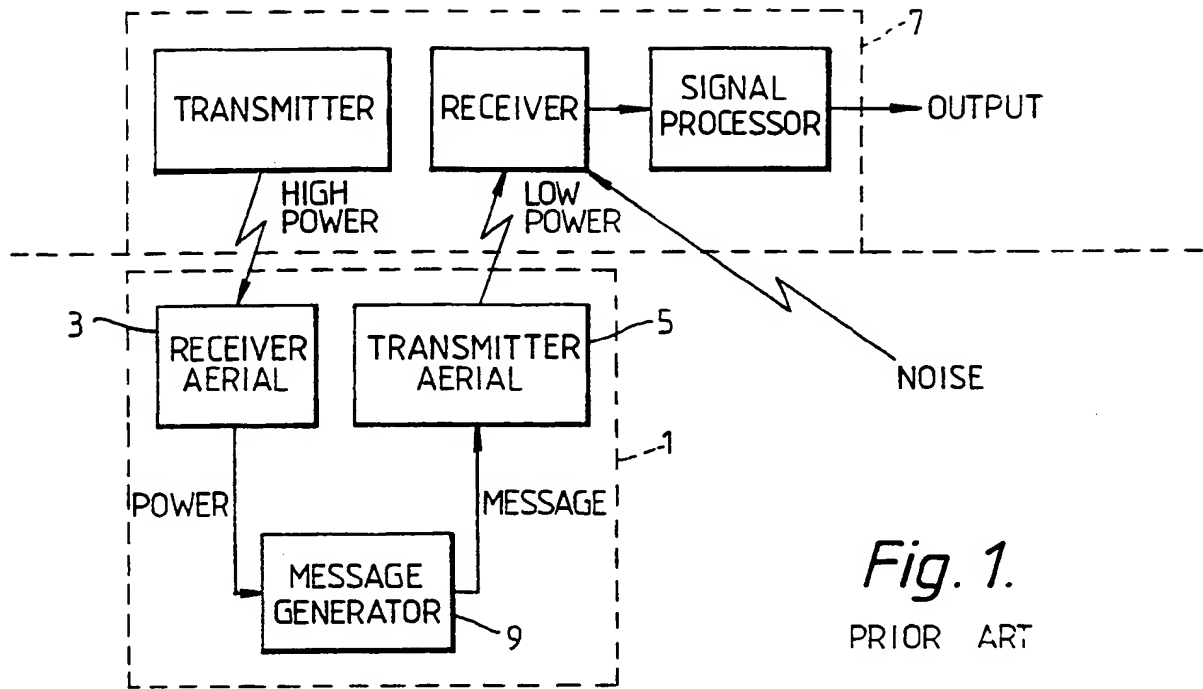 7
TRANSMITTER
RECEIVER
SIGNAL
PROCESSOR
OUTPUT
HIGH
POWER
LOW
POWER
3
RECEIVER
AERIAL
TRANSMITTER
AERIAL
5
NOISE
1
POWER
MESSAGE
MESSAGE
GENERATOR
9
Fig. 1.
PRIOR ART